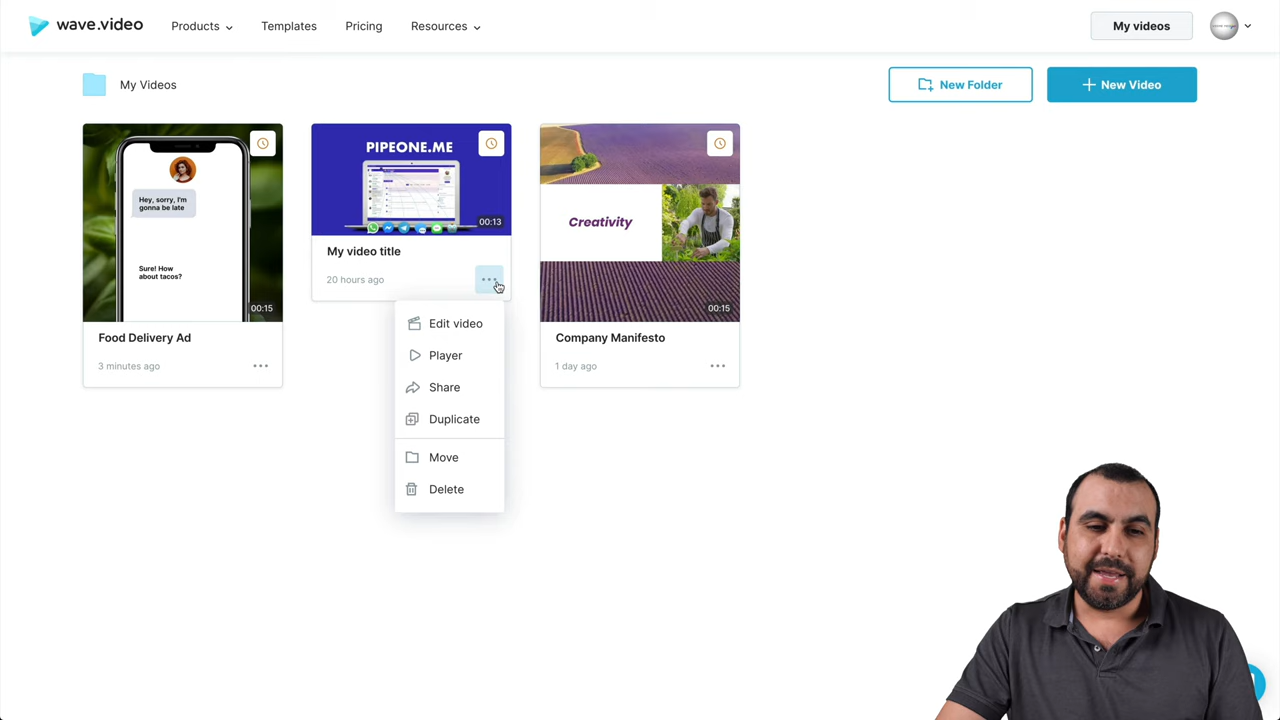 wave.video
Products
Templates
Pricing
Resources
My videos
My Videos
New Folder
New Video
Hey, sorry, I'm
gonna be late
Sure! How
about tacos?
00:15
Food Delivery Ad
3 minutes ago
PIPEONE.ME
00:13
My video title
20 hours ago
Edit video
Player
Share
Duplicate
Move
Delete
Creativity
00:15
Company Manifesto
1 day ago